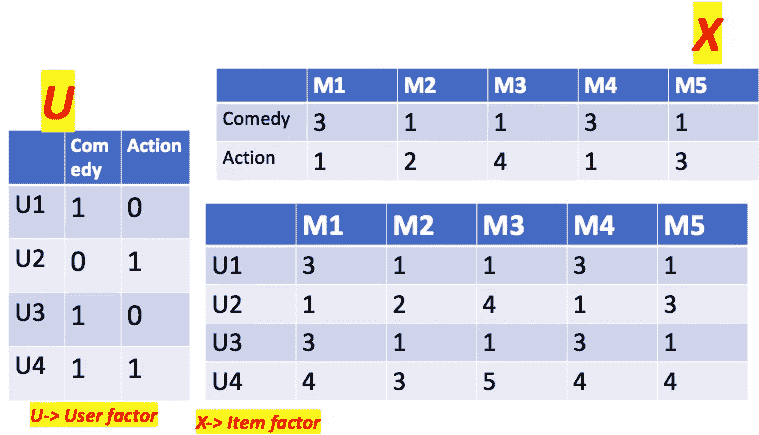 X
M1 M2 M3 M4 M5
Comedy 3 1 1 3 1
Action 1 2 4 1 3
U
Com
edy Action
U1 1 0
U2 0 1
U3 1 0
U4 1 1
M1 M2 M3 M4 M5
U1 3 1 1 3 1
U2 1 2 4 1 3
U3 3 1 1 3 1
U4 4 3 5 4 4
U-> User factor
X-> Item factor